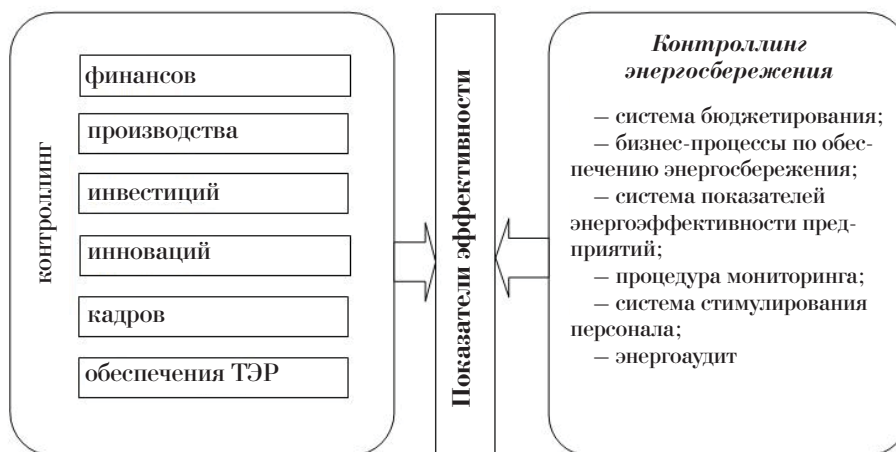 контроллинг
финансов
производства
инвестиций
инноваций
кадров
обеспечения ТЭР
Показатели эффективности
Контроллинг
энергосбережения
– система бюджетирования;
– бизнес-процессы по обес-
печению энергосбережения;
– система показателей
энергоэффективности пред-
приятий;
– процедура мониторинга;
– система стимулирования
персонала;
– энергоаудит